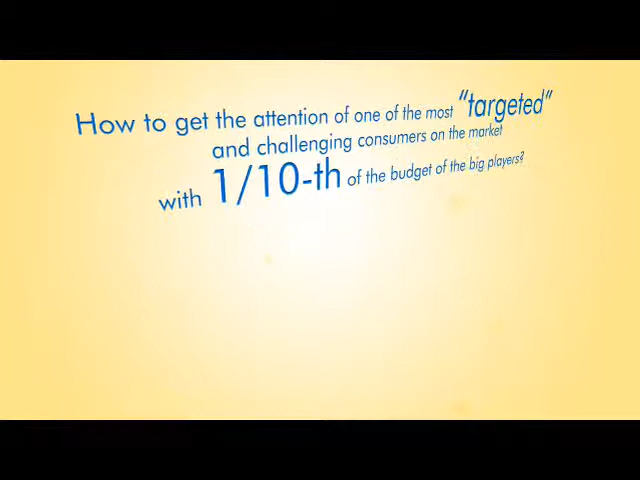 How to get the attention of one of the most “targeted”
and challenging consumers on the market
with 1/10-th of the budget of the big players?